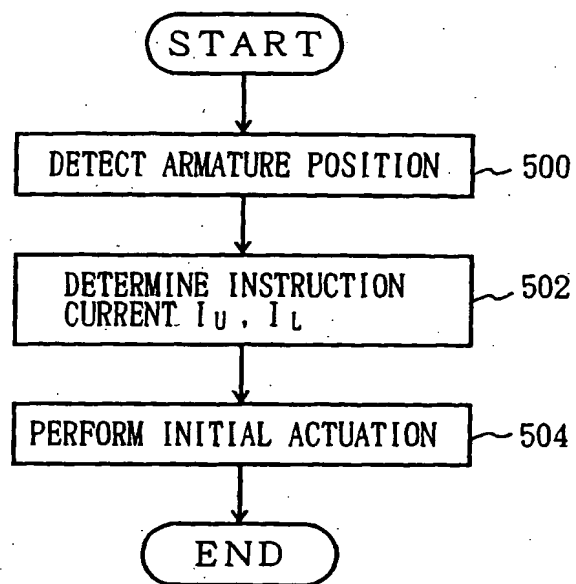 START
DETECT ARMATURE POSITION 500
DETERMINE INSTRUCTION 502
CURRENT IU, IL
PERFORM INITIAL ACTUATION 504
END